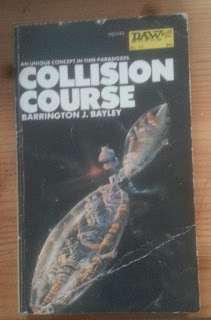 DAW
AN UNIQUE CONCEPT IN TIME PARADOXES
COLLISION
COURSE
BARRINGTON J. BAYLEY